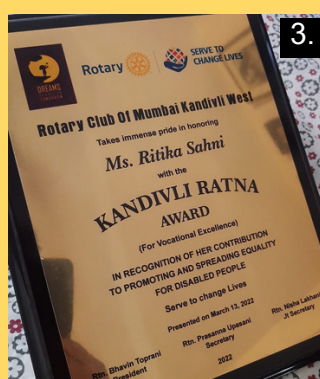 3.
DREAMS
Rotary
SERVE TO
CHANGE LIVES
Rotary Club Of Mumbai Kandivli West
Takes immense pride in honoring
Ms. Ritika Sahni
with the
KANDIVLI RATNA
AWARD
(For Vocational Excellence)
IN RECOGNITION OF HER CONTRIBUTION
TO PROMOTING AND SPREADING EQUALITY
FOR DISABLED PEOPLE
Serve to change Lives
Presented on March 13, 2022
Rtn. Bhavin Toprani
President
Rtn. Prasanna Upasani
Secretary
Rtn. Nisha Lakhani
Jt Secretary
2022